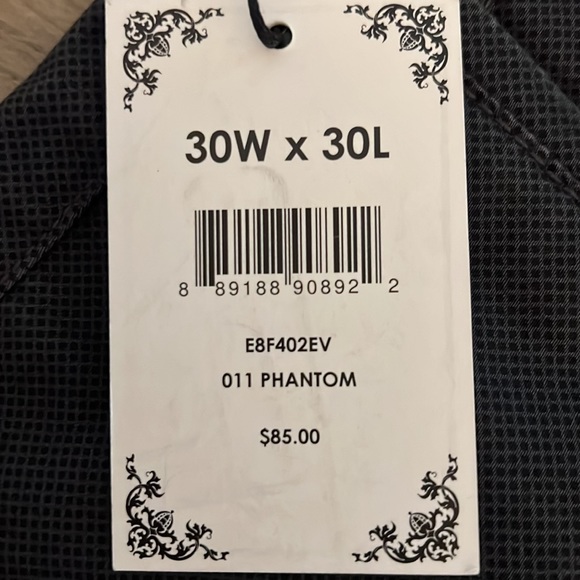 30W x 30L
8 89188 90892 2
E8F402EV
011 PHANTOM
$85.00